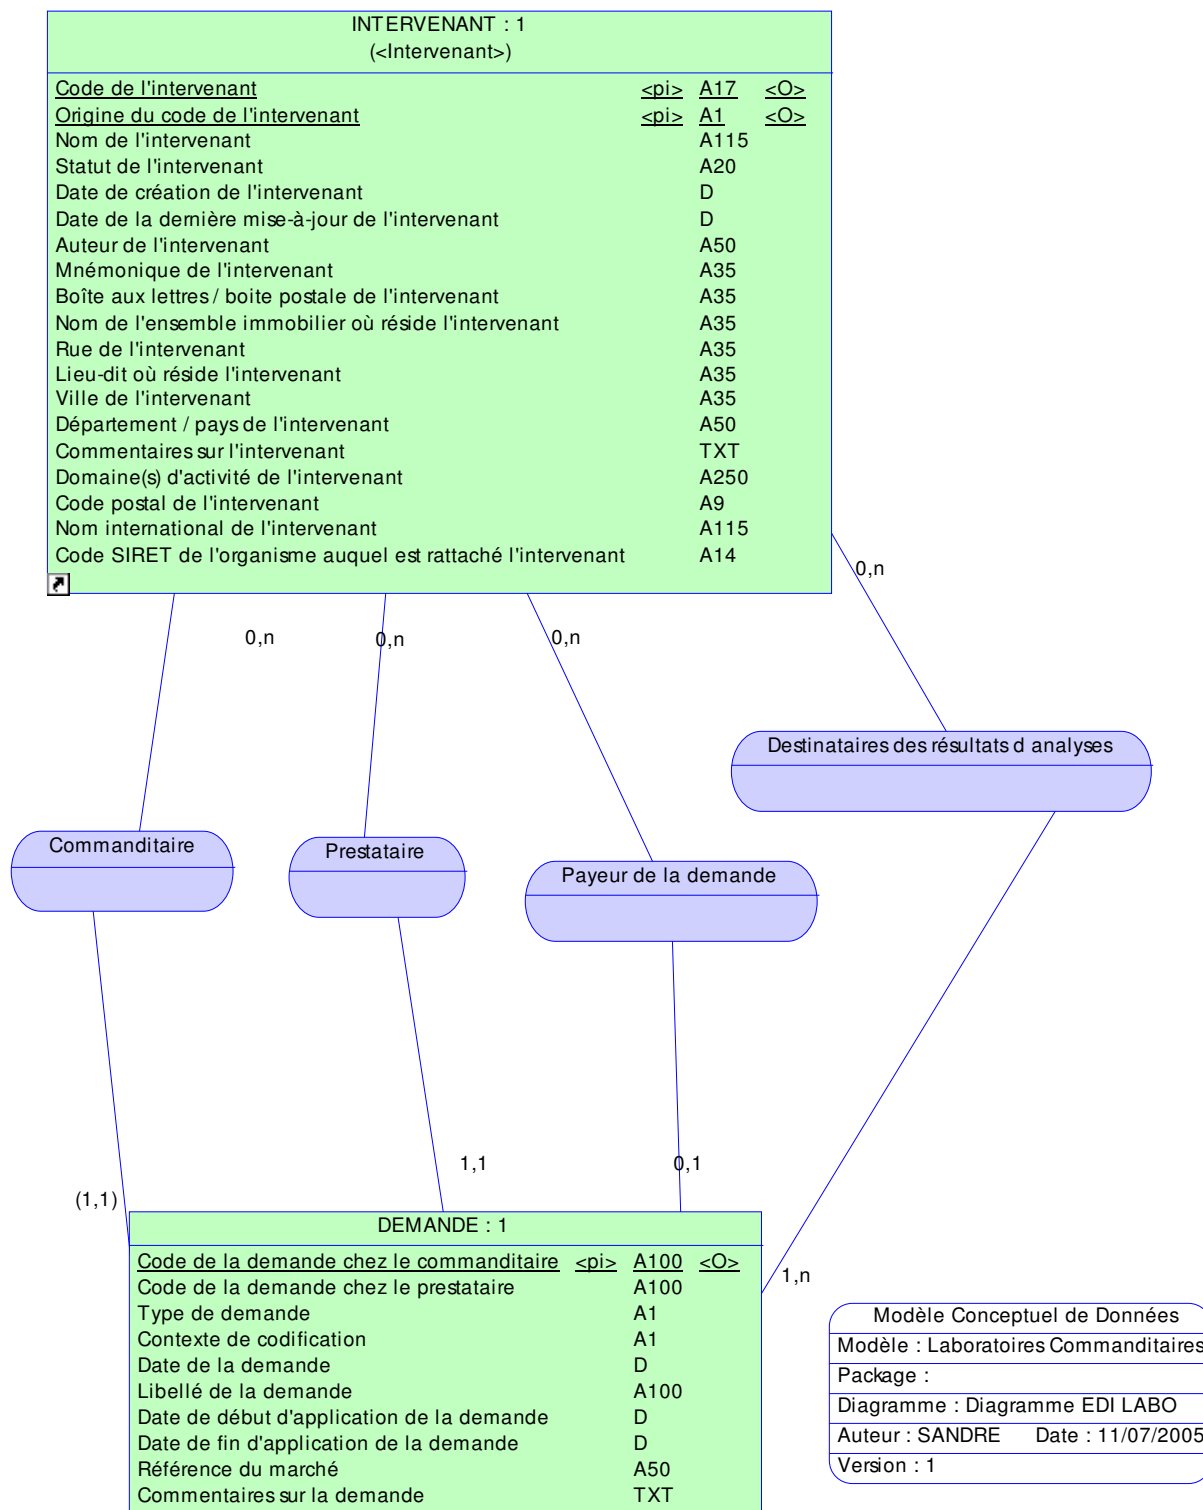 INTERVENANT : 1
(<Intervenant>)
Code de l'intervenant <pi> A17 <O>
Origine du code de l'intervenant <pi> A1 <O>
Nom de l'intervenant A115
Statut de l'intervenant A20
Date de création de l'intervenant D
Date de la dernière mise-à-jour de l'intervenant D
Auteur de l'intervenant A50
Mnémonique de l'intervenant A35
Boîte aux lettres / boite postale de l'intervenant A35
Nom de l'ensemble immobilier où réside l'intervenant A35
Rue de l'intervenant A35
Lieu-dit où réside l'intervenant A35
Ville de l'intervenant A35
Département / pays de l'intervenant A50
Commentaires sur l'intervenant TXT
Domaine(s) d'activité de l'intervenant A250
Code postal de l'intervenant A9
Nom international de l'intervenant A115
Code SIRET de l'organisme auquel est rattaché l'intervenant A14
0,n
0,n 0,n 0,n
Destinataires des résultats d analyses
Commanditaire
Prestataire
Payeur de la demande
1,1 0,1
(1,1)
DEMANDE : 1
Code de la demande chez le commanditaire <pi> A100 <O>
1,n
Code de la demande chez le prestataire A100
Type de demande A1
Contexte de codification A1
Date de la demande D
Libellé de la demande A100
Date de début d'application de la demande D
Date de fin d'application de la demande D
Référence du marché A50
Commentaires sur la demande TXT
Modèle Conceptuel de Données
Modèle : Laboratoires Commanditaires
Package :
Diagramme : Diagramme EDI LABO
Auteur : SANDRE Date : 11/07/2005
Version : 1